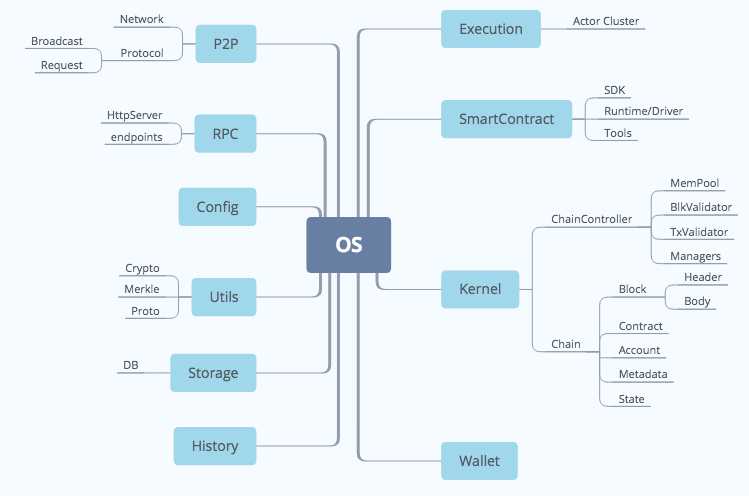 OS
P2P
Network
Protocol
Broadcast
Request
RPC
HttpServer
endpoints
Config
Utils
Crypto
Merkle
Proto
Storage
DB
History
Execution
Actor Cluster
SmartContract
SDK
Runtime/Driver
Tools
Kernel
ChainController
MemPool
BlkValidator
TxValidator
Managers
Chain
Block
Header
Body
Contract
Account
Metadata
State
Wallet